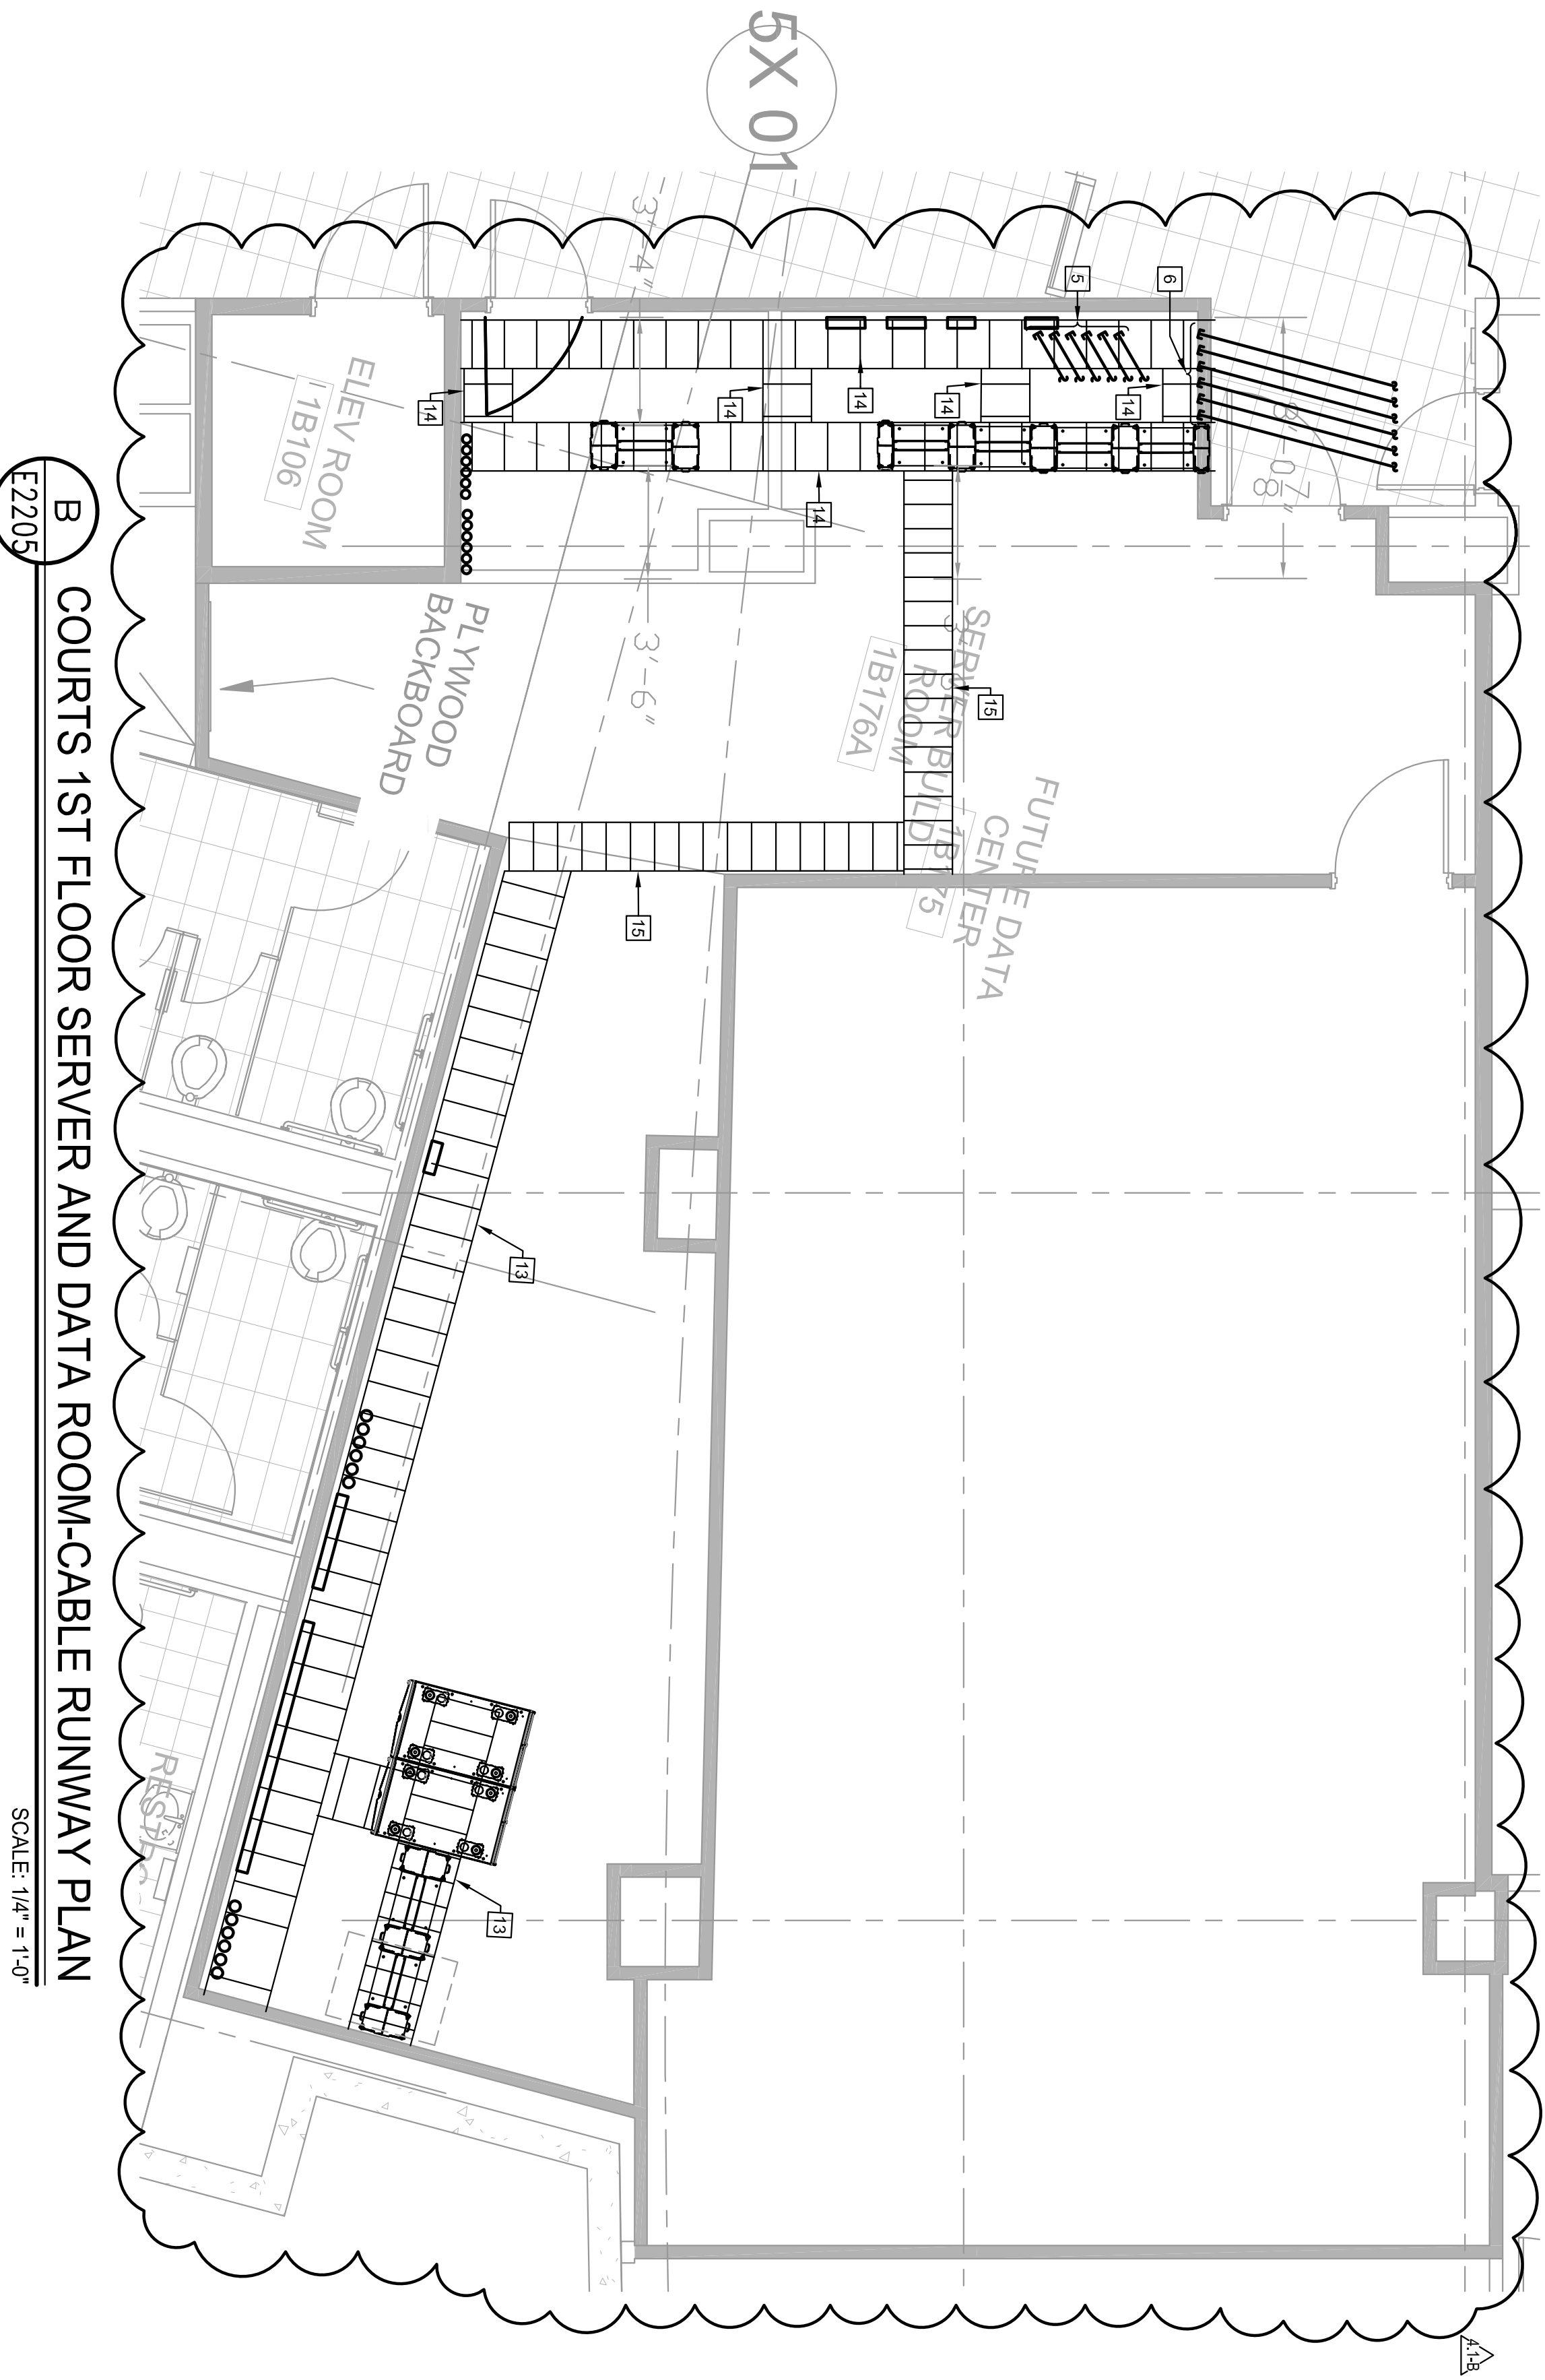 5X 01
3'-4"
5
6
14
14
14
14
14
14
8'-0 7/8"
ELEV ROOM
1B106
3'-6"
PLYWOOD
BACKBOARD
SERVER BUILD
ROOM
1B176A
15
FUTURE DATA
CENTER
1B175
15
13
13
4.1-B
B
E2205
COURTS 1ST FLOOR SERVER AND DATA ROOM-CABLE RUNWAY PLAN
SCALE: 1/4" = 1'-0"